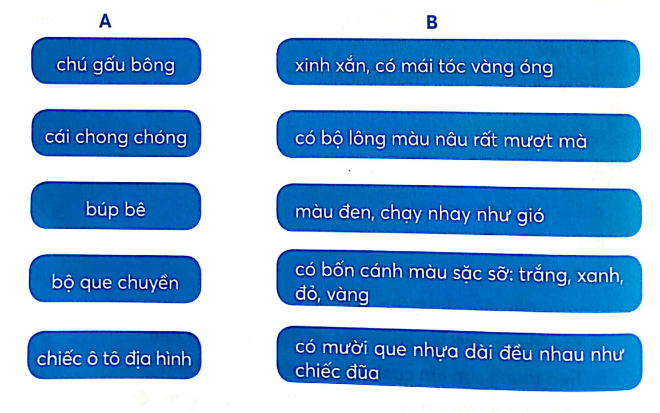 A
B
chú gấu bông
xinh xắn, có mái tóc vàng óng
cái chong chóng
có bộ lông màu nâu rất mượt mà
búp bê
màu đen, chạy nhay như gió
bộ que chuyền
có bốn cánh màu sặc sỡ: trắng, xanh,
đỏ, vàng
chiếc ô tô địa hình
có mười que nhựa dài đều nhau như
chiếc đũa